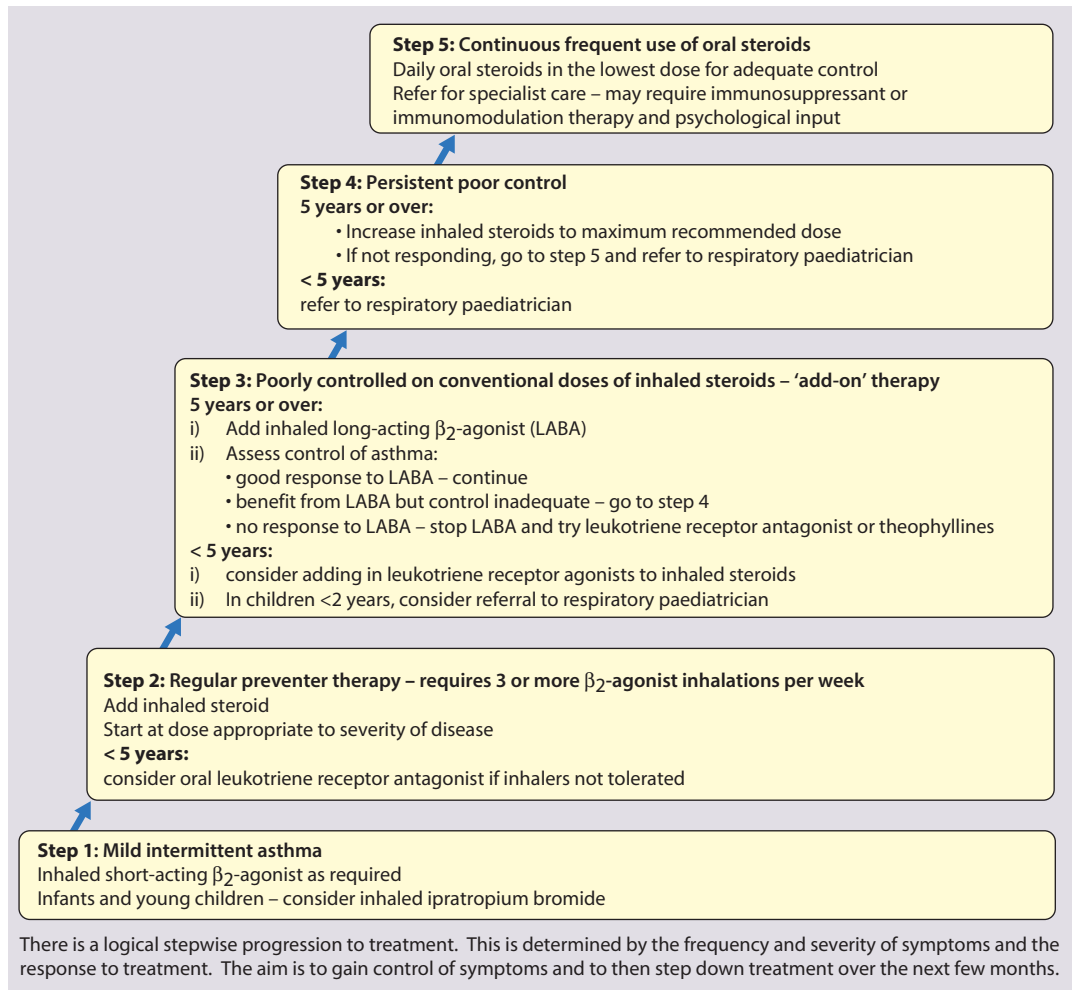 Step 5: Continuous frequent use of oral steroids
Daily oral steroids in the lowest dose for adequate control
Refer for specialist care – may require immunosuppressant or
immunomodulation therapy and psychological input
Step 4: Persistent poor control
5 years or over:
• Increase inhaled steroids to maximum recommended dose
• If not responding, go to step 5 and refer to respiratory paediatrician
< 5 years:
refer to respiratory paediatrician
Step 3: Poorly controlled on conventional doses of inhaled steroids – ‘add-on’ therapy
5 years or over:
i) Add inhaled long-acting β2-agonist (LABA)
ii) Assess control of asthma:
• good response to LABA – continue
• benefit from LABA but control inadequate – go to step 4
• no response to LABA – stop LABA and try leukotriene receptor antagonist or theophyllines
< 5 years:
i) consider adding in leukotriene receptor agonists to inhaled steroids
ii) In children <2 years, consider referral to respiratory paediatrician
Step 2: Regular preventer therapy – requires 3 or more β2-agonist inhalations per week
Add inhaled steroid
Start at dose appropriate to severity of disease
< 5 years:
consider oral leukotriene receptor antagonist if inhalers not tolerated
Step 1: Mild intermittent asthma
Inhaled short-acting β2-agonist as required
Infants and young children – consider inhaled ipratropium bromide
There is a logical stepwise progression to treatment. This is determined by the frequency and severity of symptoms and the
response to treatment. The aim is to gain control of symptoms and to then step down treatment over the next few months.